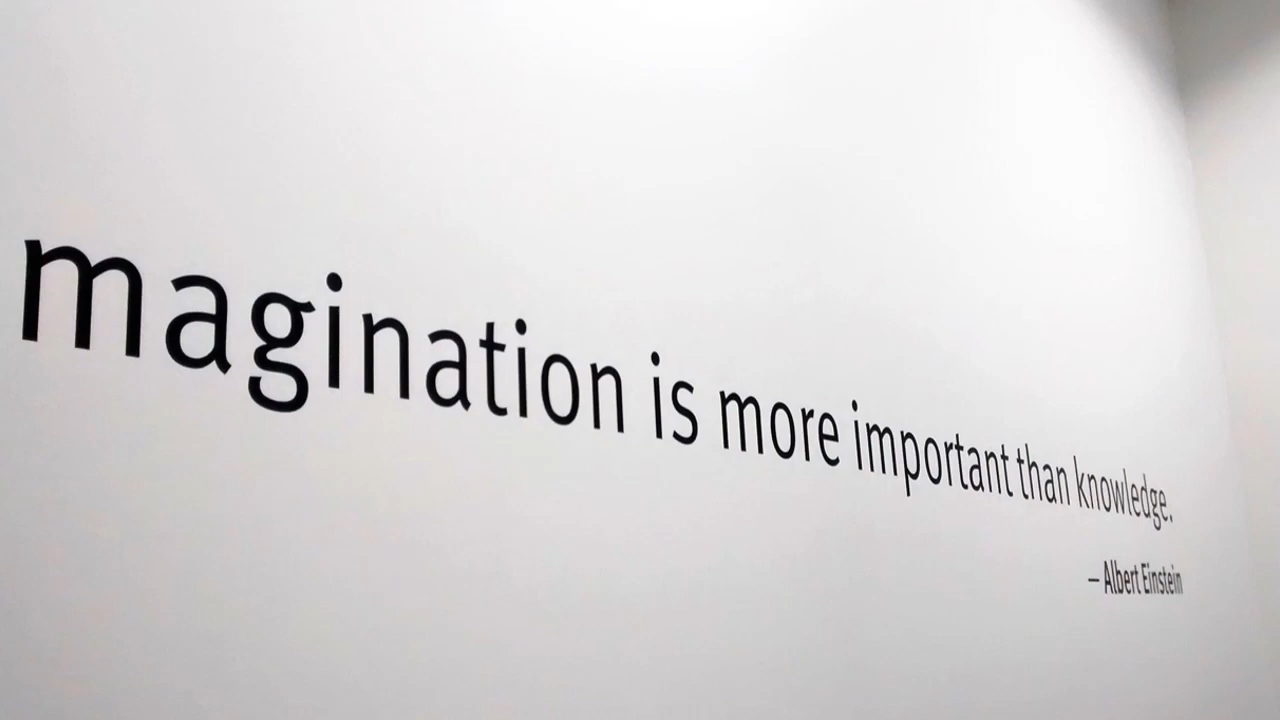 magination is more important than knowledge.
– Albert Einstein